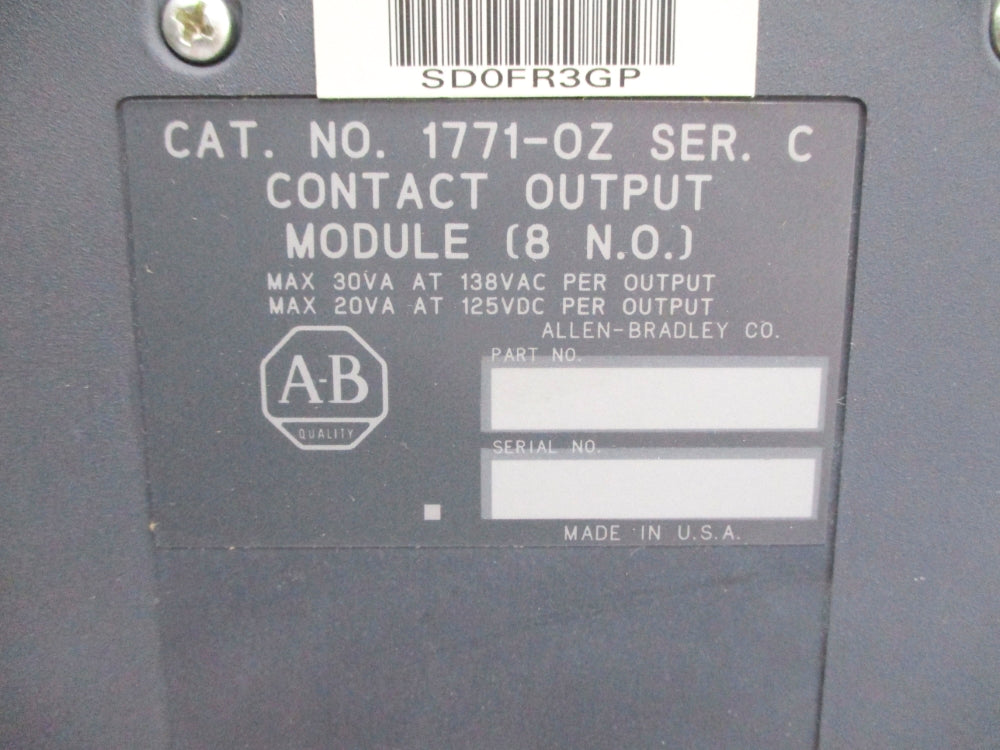 SD0FR3GP
CAT. NO. 1771-OZ SER. C
CONTACT OUTPUT
MODULE (8 N.O.)
MAX 30VA AT 138VAC PER OUTPUT
MAX 20VA AT 125VDC PER OUTPUT
ALLEN-BRADLEY CO.
A-B
QUALITY
PART NO.
SERIAL NO.
MADE IN U.S.A.